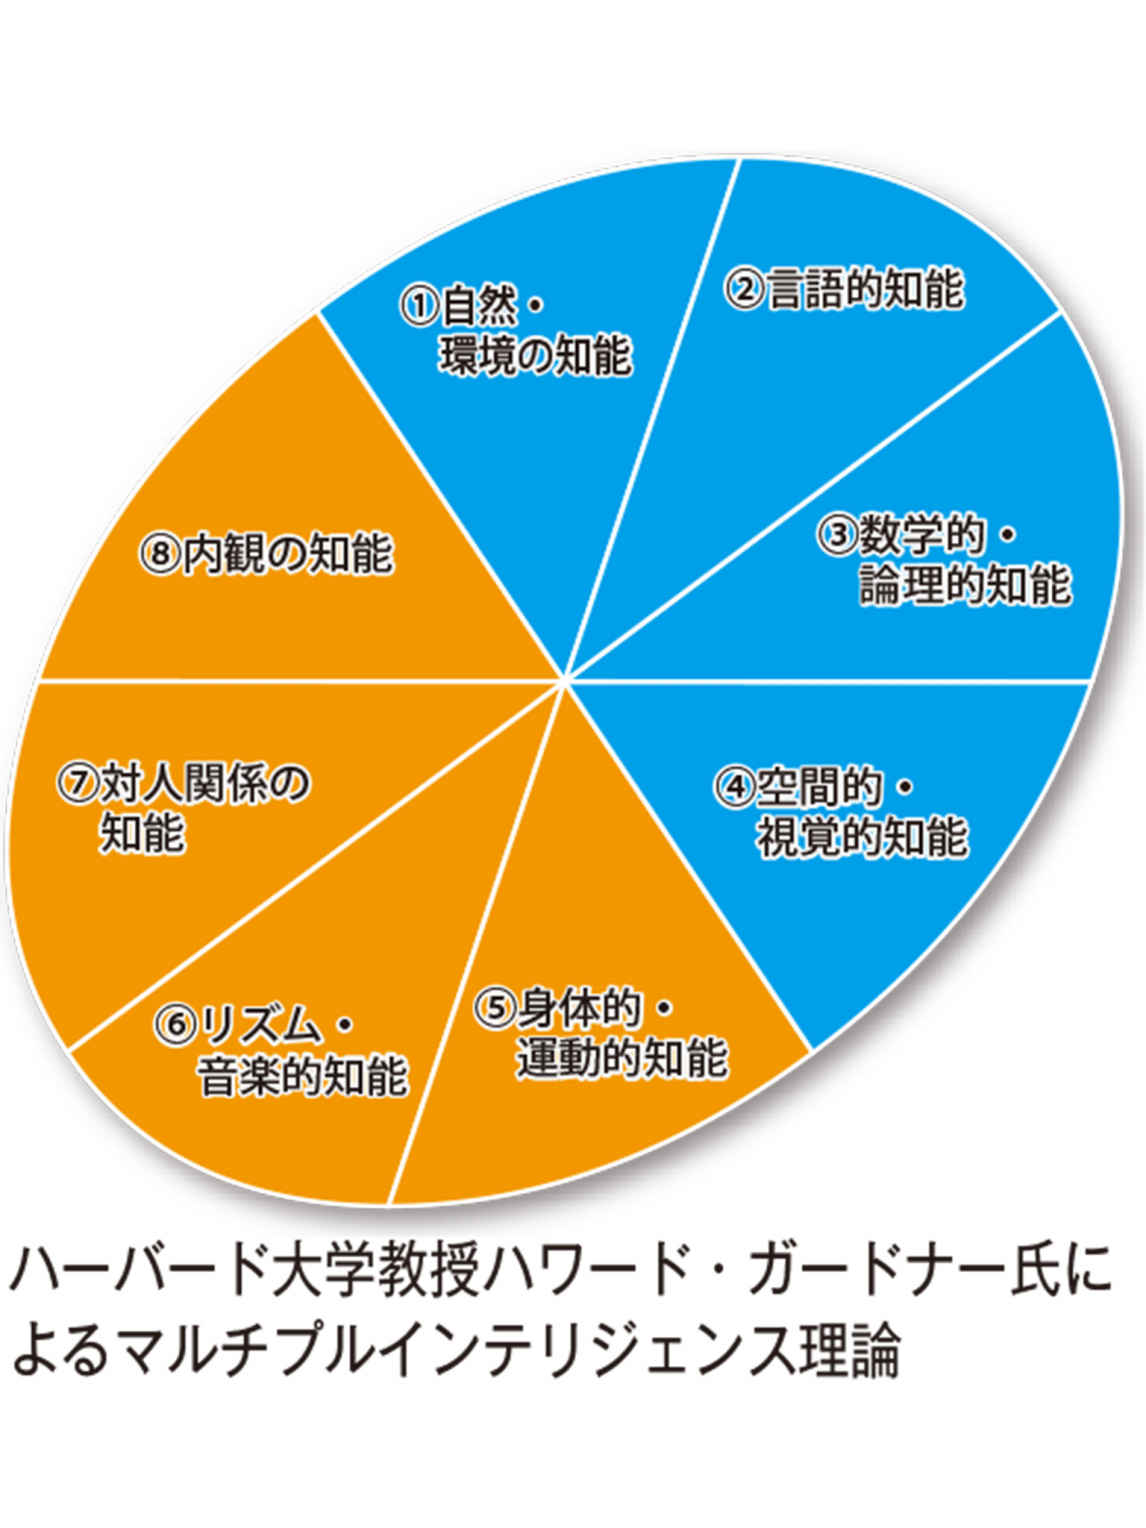 ①自然・
環境の知能
②言語的知能
③数学的・
論理的知能
④空間的・
視覚的知能
⑤身体的・
運動的知能
⑥リズム・
音楽的知能
⑦対人関係の
知能
⑧内観の知能
ハーバード大学教授ハワード・ガードナー氏に
よるマルチプルインテリジェンス理論